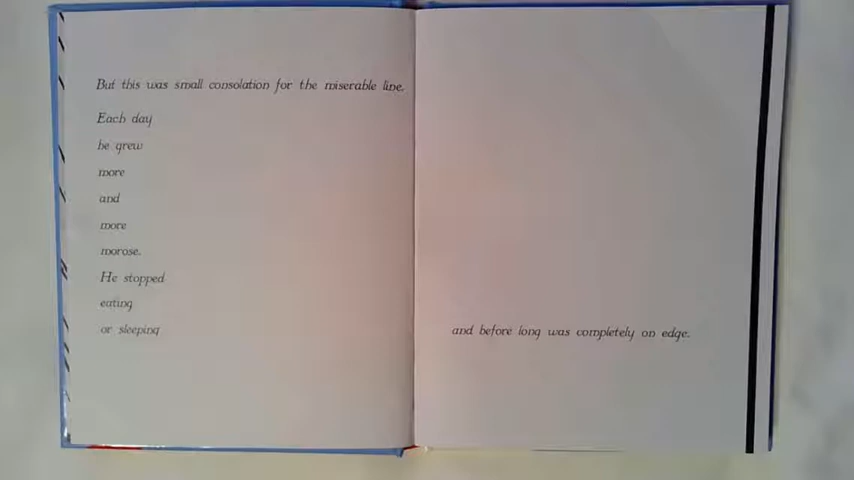 But this was small consolation for the miserable line.
Each day
he grew
more
and
more
morose.
He stopped
eating
or sleeping
and before long was completely on edge.